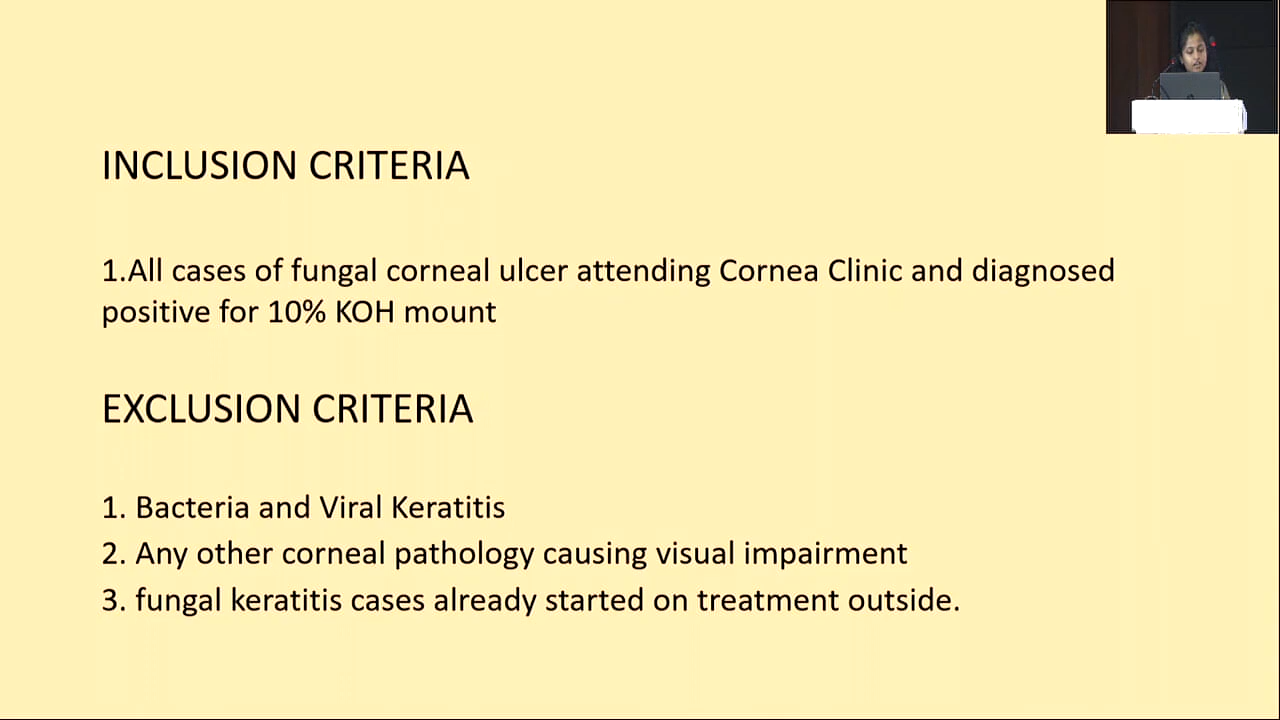 INCLUSION CRITERIA
1.All cases of fungal corneal ulcer attending Cornea Clinic and diagnosed
positive for 10% KOH mount
EXCLUSION CRITERIA
1. Bacteria and Viral Keratitis
2. Any other corneal pathology causing visual impairment
3. fungal keratitis cases already started on treatment outside.